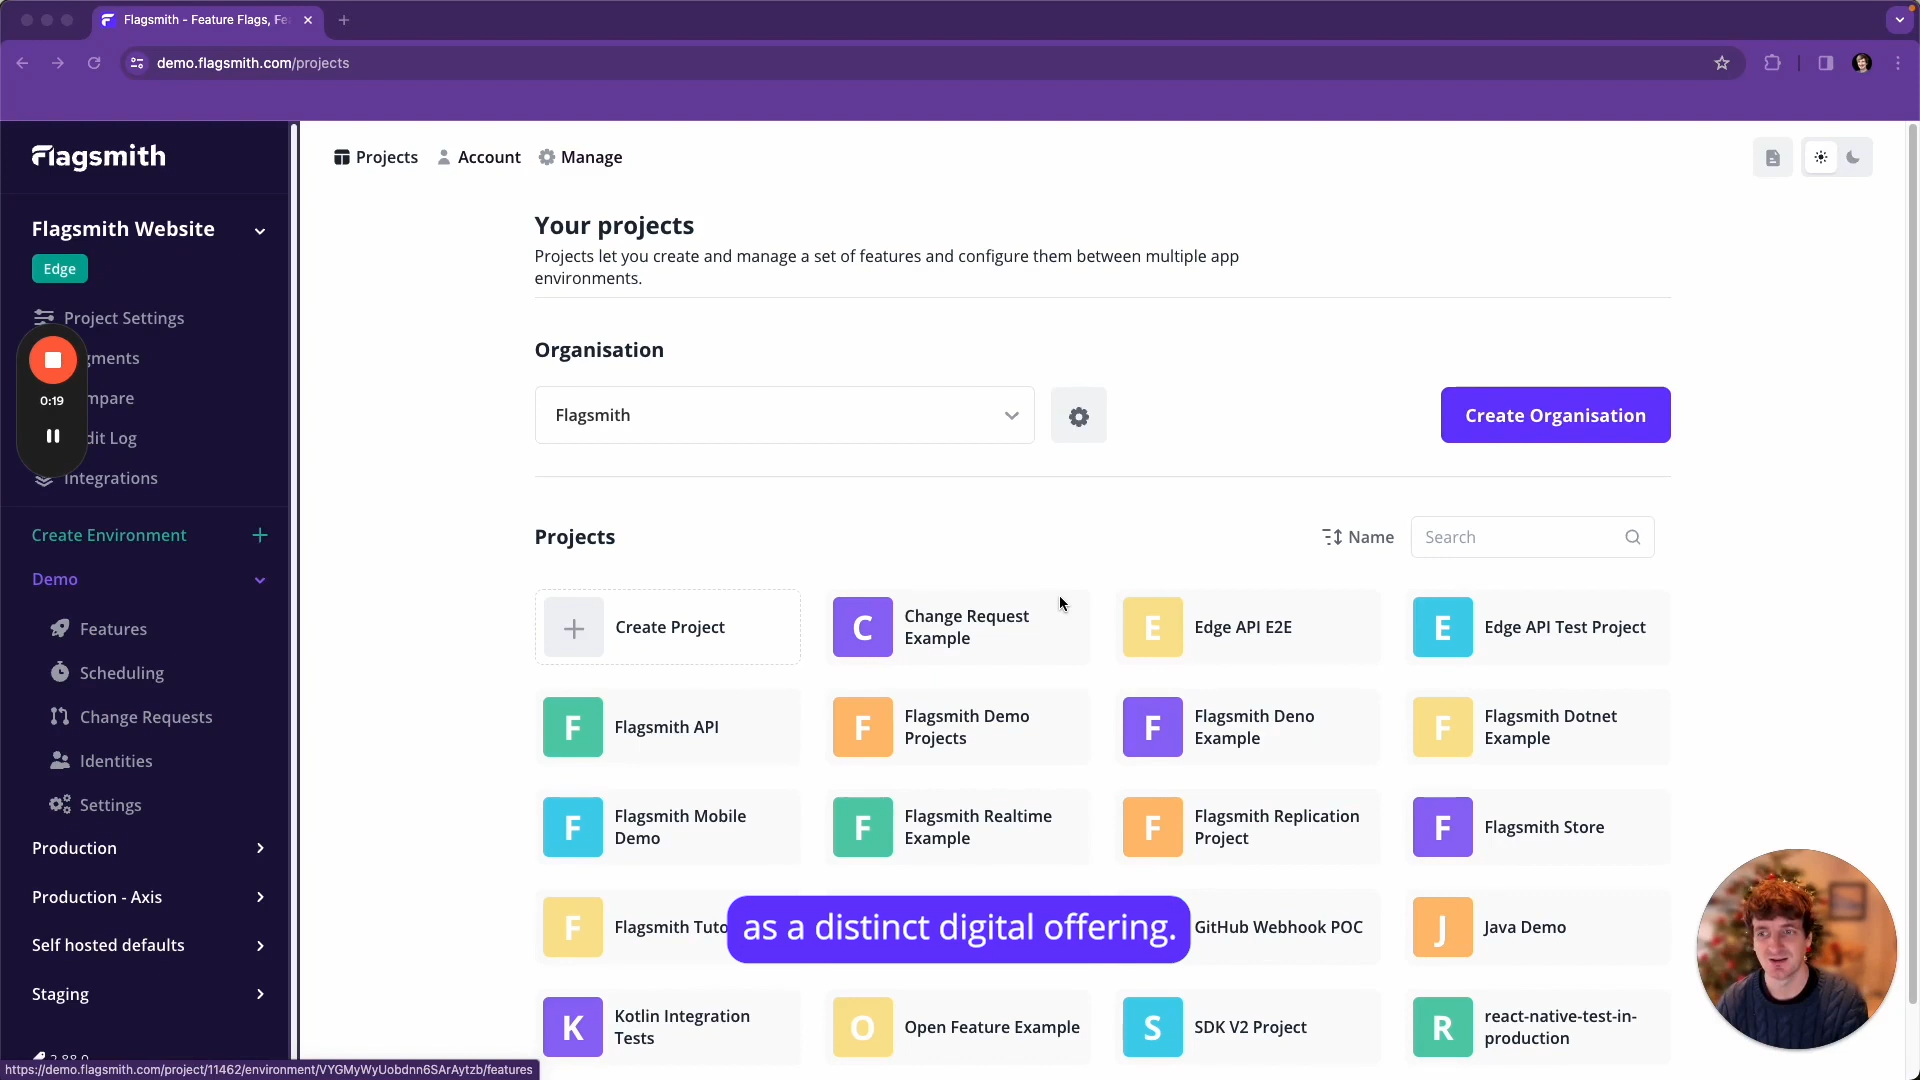 Flagsmith - Feature Flags, Fe
demo.flagsmith.com/projects
Flagsmith
Projects
Account
Manage
Flagsmith Website
Edge
Project Settings
gments
mpare
dit Log
Integrations
0:19
Create Environment
Demo
Features
Scheduling
Change Requests
Identities
Settings
Production
Production - Axis
Self hosted defaults
Staging
2.88.0
https://demo.flagsmith.com/project/11462/environment/VYGMyWyUobdnn6SArAytzb/features
Your projects
Projects let you create and manage a set of features and configure them between multiple app
environments.
Organisation
Flagsmith
Create Organisation
Projects
Name
Search
Create Project
C
Change Request
Example
E
Edge API E2E
E
Edge API Test Project
F
Flagsmith API
F
Flagsmith Demo
Projects
F
Flagsmith Deno
Example
F
Flagsmith Dotnet
Example
F
Flagsmith Mobile
Demo
F
Flagsmith Realtime
Example
F
Flagsmith Replication
Project
F
Flagsmith Store
F
Flagsmith Tuto
as a distinct digital offering.
GitHub Webhook POC
J
Java Demo
K
Kotlin Integration
Tests
O
Open Feature Example
S
SDK V2 Project
R
react-native-test-in-
production